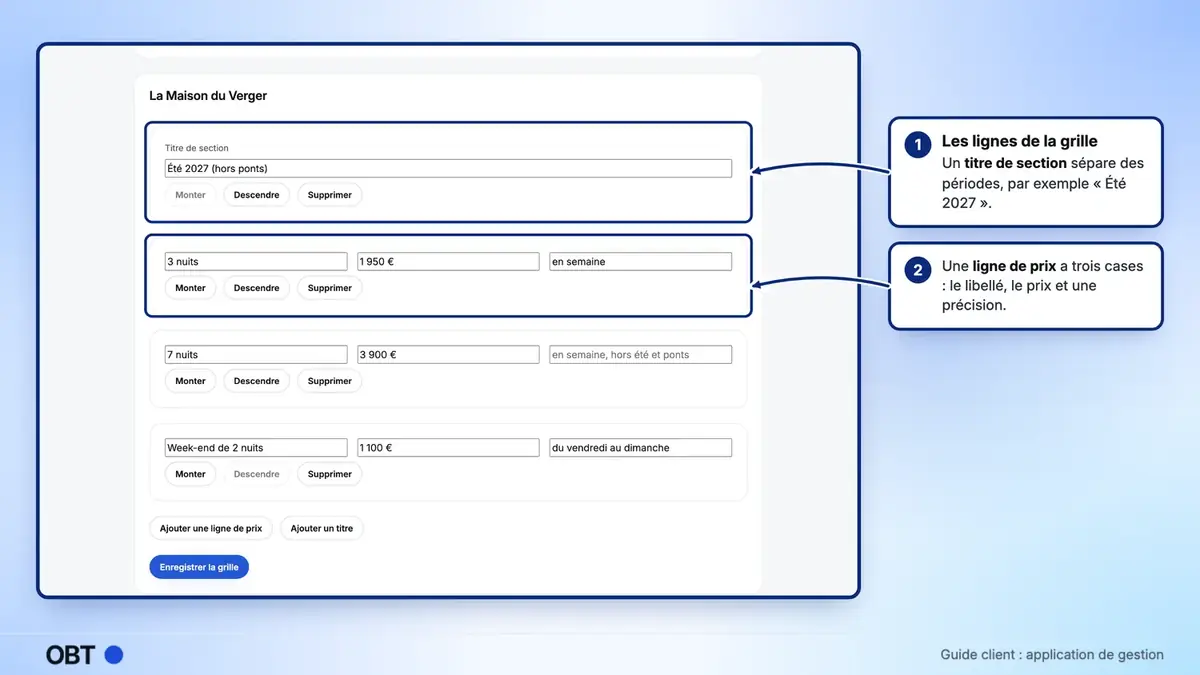 La Maison du Verger
Titre de section
Été 2027 (hors ponts)
Monter Descendre Supprimer
3 nuits 1 950 € en semaine
Monter Descendre Supprimer
7 nuits 3 900 € en semaine, hors été et ponts
Monter Descendre Supprimer
Week-end de 2 nuits 1 100 € du vendredi au dimanche
Monter Descendre Supprimer
Ajouter une ligne de prix Ajouter un titre
Enregistrer la grille
1 Les lignes de la grille
Un titre de section sépare des
périodes, par exemple « Été
2027 ».
2 Une ligne de prix a trois cases
: le libellé, le prix et une
précision.
OBT
Guide client : application de gestion